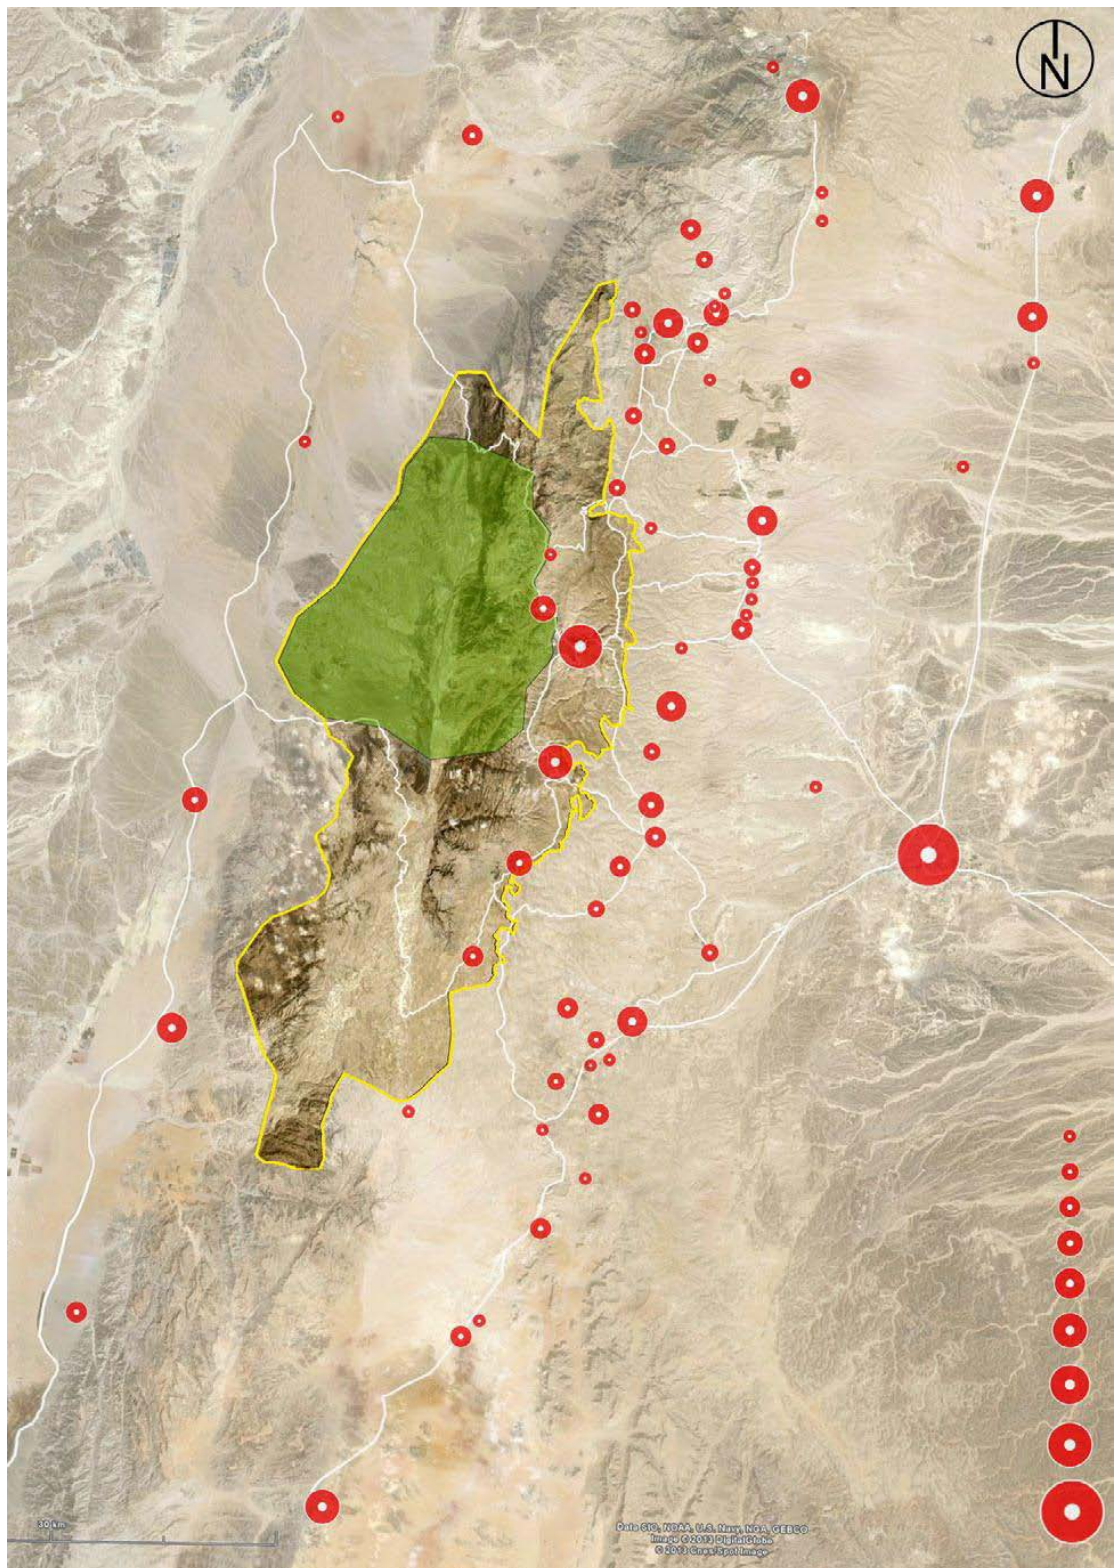 N
30 km
Data SIO, NOAA, U.S. Navy, NGA, GEBCO
Image © 2013 DigitalGlobe
© 2013 Cnes/Spot Image